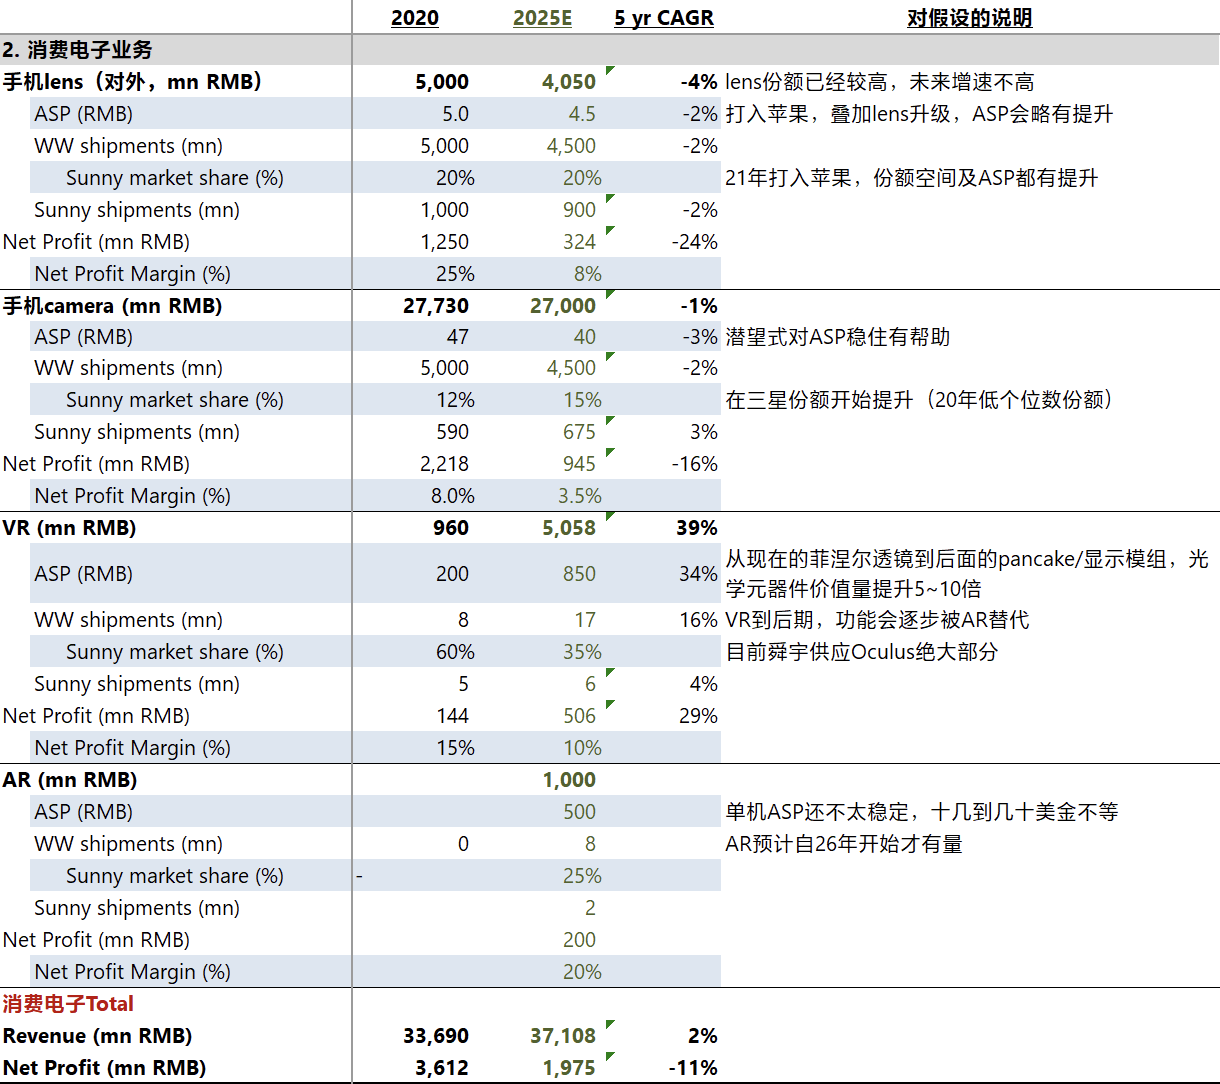 2020 2025E 5 yr CAGR 对假设的说明
2. 消费电子业务
手机lens（对外，mn RMB） 5,000 4,050 -4% lens份额已经较高，未来增速不高
ASP (RMB) 5.0 4.5 -2% 打入苹果，叠加lens升级，ASP会略有提升
WW shipments (mn) 5,000 4,500 -2%
Sunny market share (%) 20% 20% 21年打入苹果，份额空间及ASP都有提升
Sunny shipments (mn) 1,000 900 -2%
Net Profit (mn RMB) 1,250 324 -24%
Net Profit Margin (%) 25% 8%
手机camera (mn RMB) 27,730 27,000 -1%
ASP (RMB) 47 40 -3% 潜望式对ASP稳住有帮助
WW shipments (mn) 5,000 4,500 -2%
Sunny market share (%) 12% 15% 在三星份额开始提升（20年低个位数份额）
Sunny shipments (mn) 590 675 3%
Net Profit (mn RMB) 2,218 945 -16%
Net Profit Margin (%) 8.0% 3.5%
VR (mn RMB) 960 5,058 39%
ASP (RMB) 200 850 34% 从现在的菲涅尔透镜到后面的pancake/显示模组，光
学元器件价值量提升5~10倍
WW shipments (mn) 8 17 16% VR到后期，功能会逐步被AR替代
Sunny market share (%) 60% 35% 目前舜宇供应Oculus绝大部分
Sunny shipments (mn) 5 6 4%
Net Profit (mn RMB) 144 506 29%
Net Profit Margin (%) 15% 10%
AR (mn RMB) 1,000
ASP (RMB) 500 单机ASP还不太稳定，十几到几十美金不等
WW shipments (mn) 0 8 AR预计自26年开始才有量
Sunny market share (%) - 25%
Sunny shipments (mn) 2
Net Profit (mn RMB) 200
Net Profit Margin (%) 20%
消费电子Total
Revenue (mn RMB) 33,690 37,108 2%
Net Profit (mn RMB) 3,612 1,975 -11%